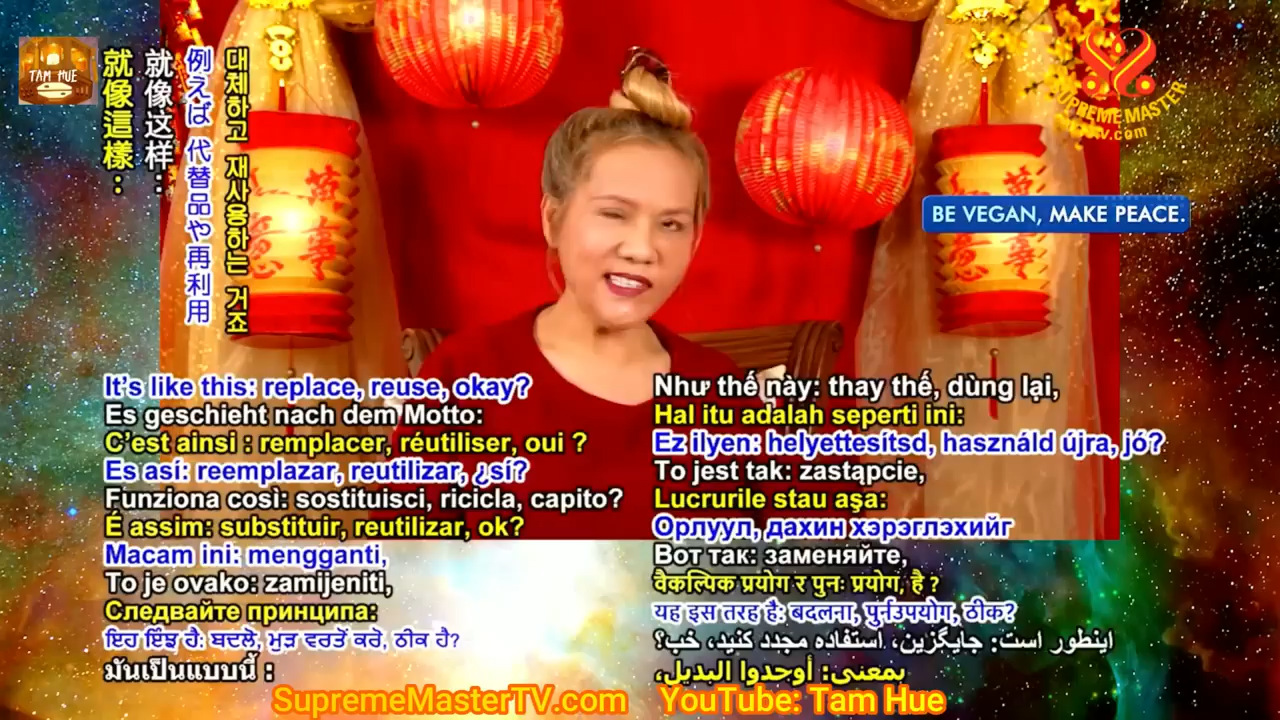 TAM HUE
就像這樣：
就像这样：
例えば 代替品や再利用
대체하고 재사용하는 거죠
SUPREME MASTER
TV.com
BE VEGAN, MAKE PEACE.
It's like this: replace, reuse, okay?
Es geschieht nach dem Motto:
C'est ainsi : remplacer, réutiliser, oui ?
Es así: reemplazar, reutilizar, ¿sí?
Funziona così: sostituisci, ricicla, capito?
É assim: substituir, reutilizar, ok?
Macam ini: mengganti,
To je ovako: zamijeniti,
Следвайте принципа:
ਇਹ ਇੰਝ ਹੈ: ਬਦਲੋ, ਮੁੜ ਵਰਤੋਂ ਕਰੋ, ਠੀਕ ਹੈ?
มันเป็นแบบนี้ :
Như thế này: thay thế, dùng lại,
Hal itu adalah seperti ini:
Ez ilyen: helyettesítsd, használd újra, jó?
To jest tak: zastąpcie,
Lucrurile stau aşa:
Орлуул, дахин хэрэглэхийг
Вот так: заменяйте,
वैकल्पिक प्रयोग र पुनः प्रयोग, है ?
यह इस तरह है: बदलना, पुर्नउपयोग, ठीक?
اینطور است: جایگزین، استفاده مجدد کنید، خب؟
بمعنى: أوجدوا البديل،
SupremeMasterTV.com YouTube: Tam Hue